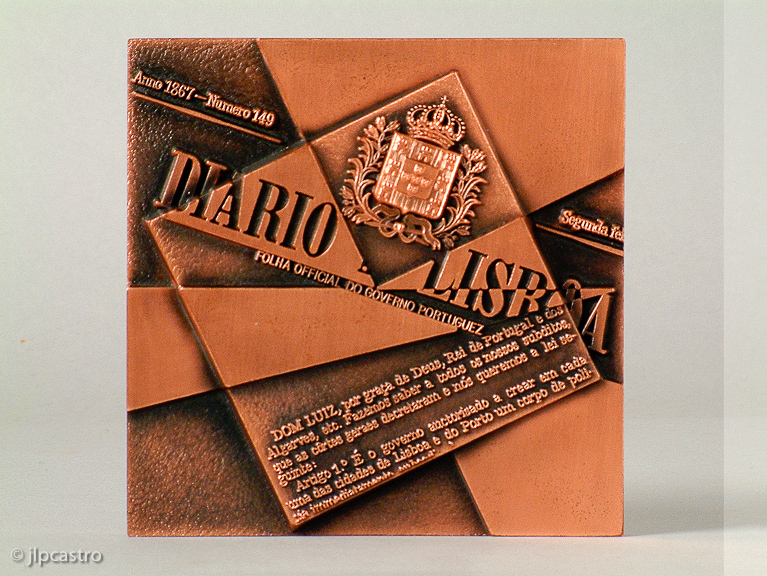 Anno 1867—Numero 149
DIARIO
LISBOA
Segunda
FOLHA OFFICIAL DO GOVERNO PORTUGUEZ
DOM LUIZ, por graça de Deus, Rei de Portugal e dos
Algarves, etc. Fazemos saber a todos os nossos subditos,
que as côrtes geraes decretaram e nós queremos a lei se-
guinte:
Artigo 1.º É o governo auctorisado a crear em cada
uma das cidades de Lisboa e do Porto um corpo de poli-
© jlpcastro